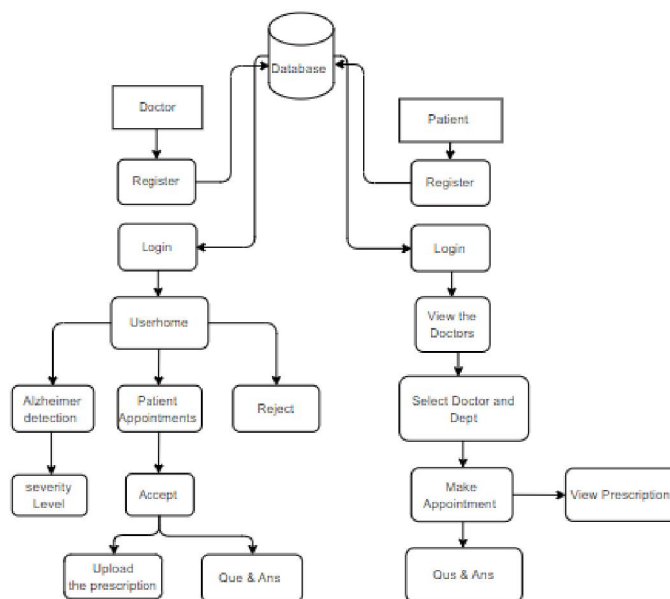 Database
Doctor
Patient
Register
Register
Login
Login
Userhome
View the
Doctors
Alzheimer
detection
Patient
Appointments
Reject
Select Doctor and
Dept
severity
Level
Accept
Make
Appointment
View Prescription
Upload
the prescription
Que & Ans
Qus & Ans